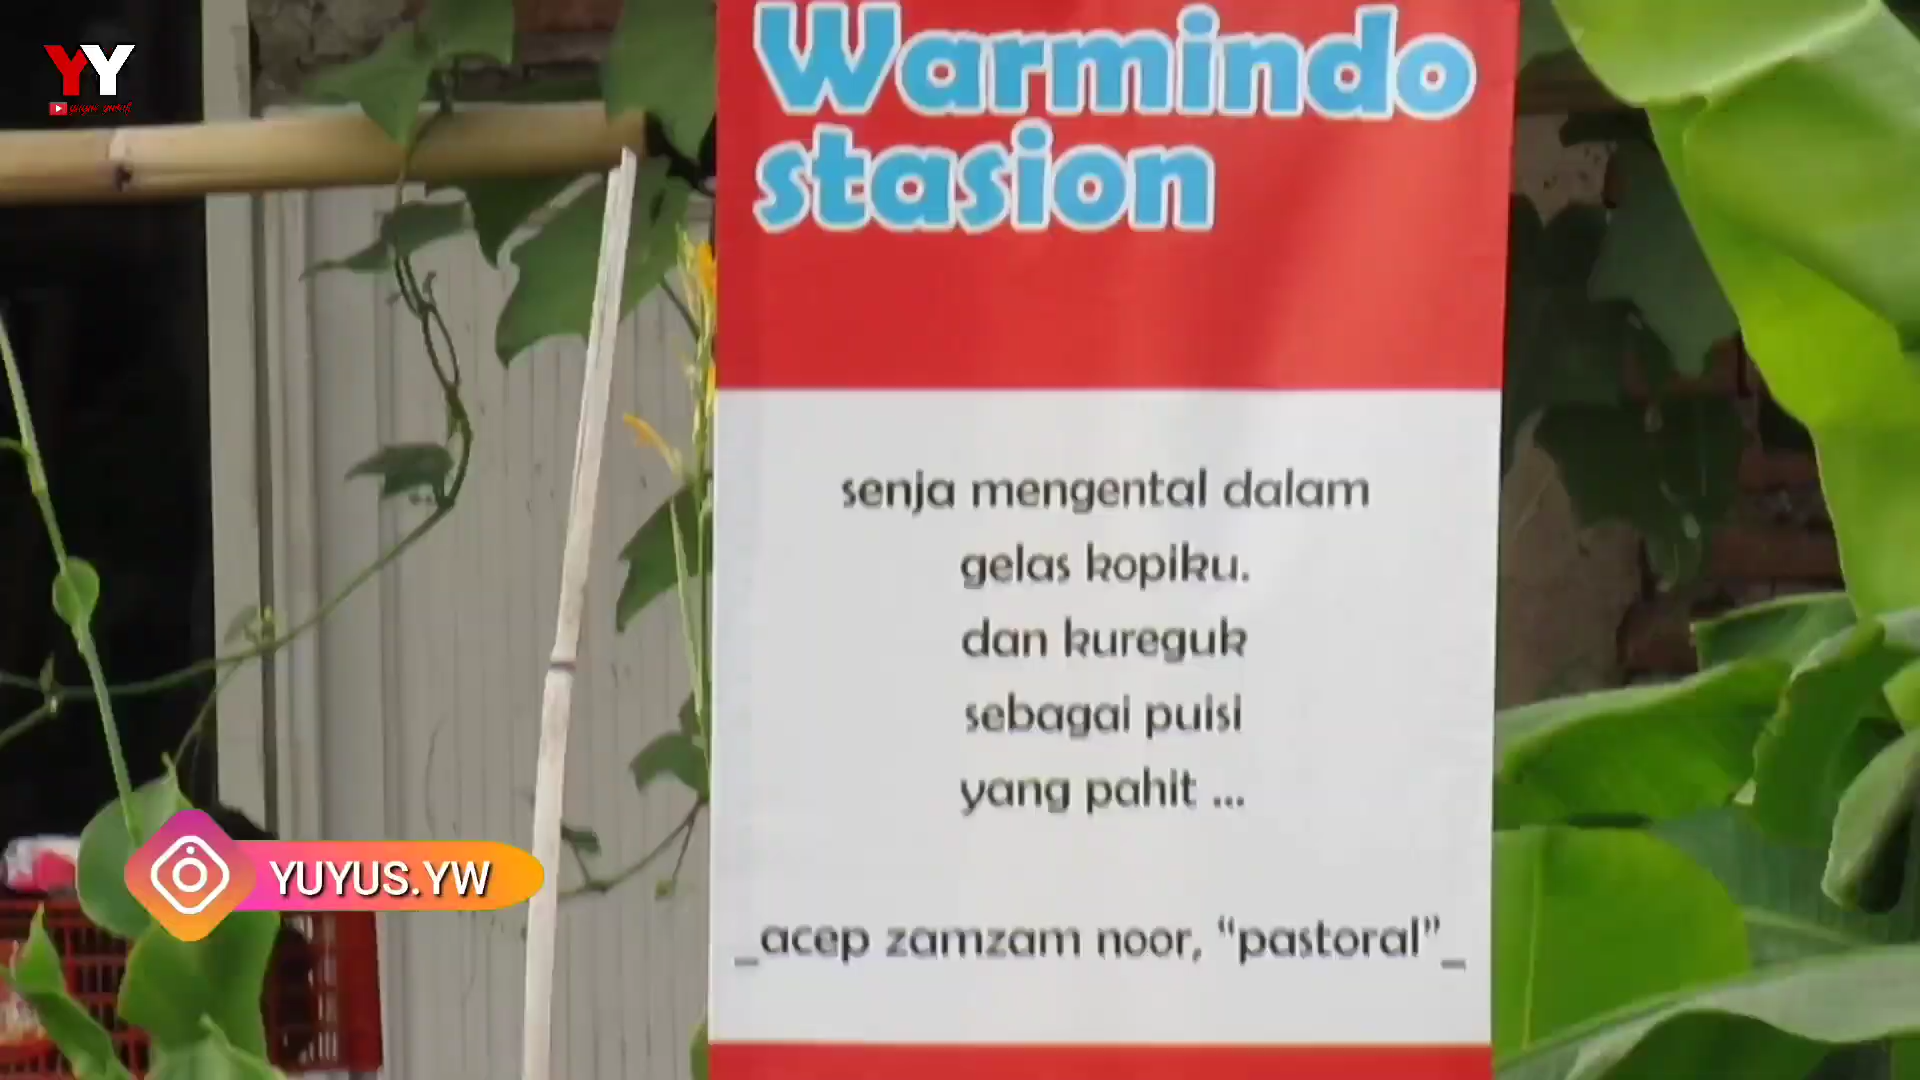 YY
Warmindo
stasion
senja mengental dalam
gelas kopiku.
dan kureguk
sebagai puisi
yang pahit ...
_acep zamzam noor, “pastoral”_
YUYUS.YW